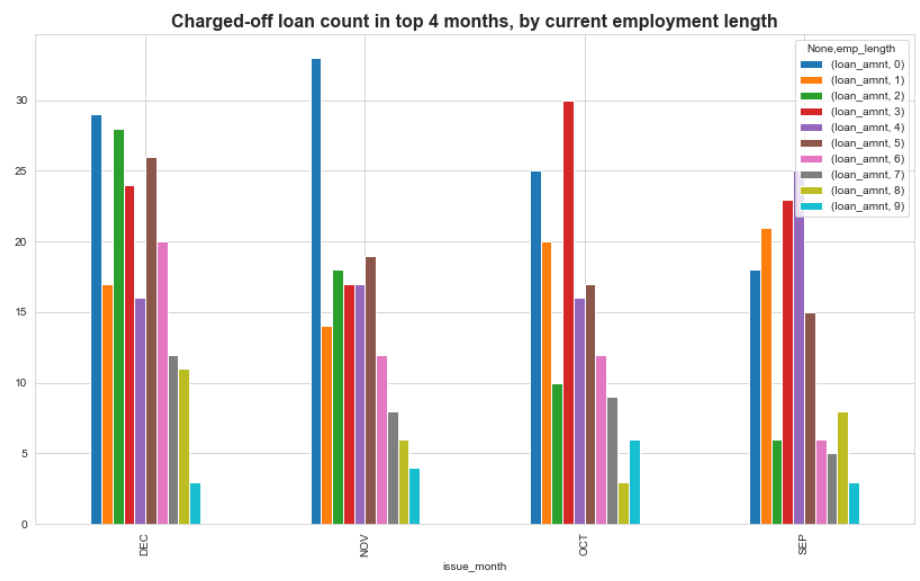 Charged-off loan count in top 4 months, by current employment length
None,emp_length
(loan_amnt, 0)
(loan_amnt, 1)
(loan_amnt, 2)
(loan_amnt, 3)
(loan_amnt, 4)
(loan_amnt, 5)
(loan_amnt, 6)
(loan_amnt, 7)
(loan_amnt, 8)
(loan_amnt, 9)
30
25
20
15
10
5
0
DEC
NOV
OCT
SEP
issue_month